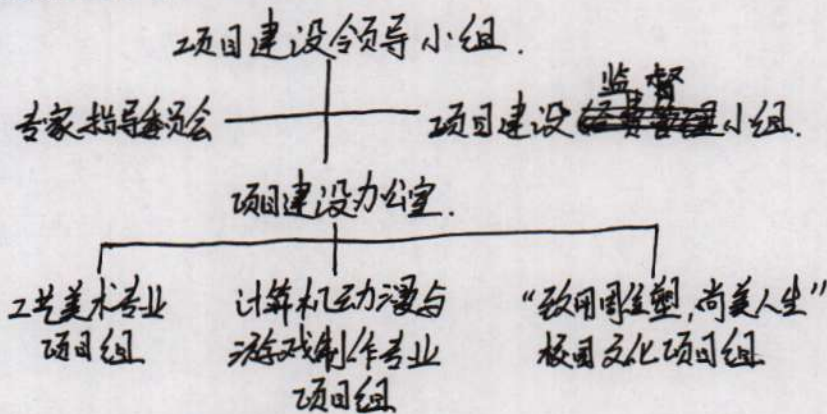 项目建设领导小组.
专家指导委员会
项目建设监督小组.
项目建设办公室.
工艺美术专业
项目组
计算机动漫与
游戏制作专业
项目组
“致用雕塑,尚美人生”
校园文化项目组